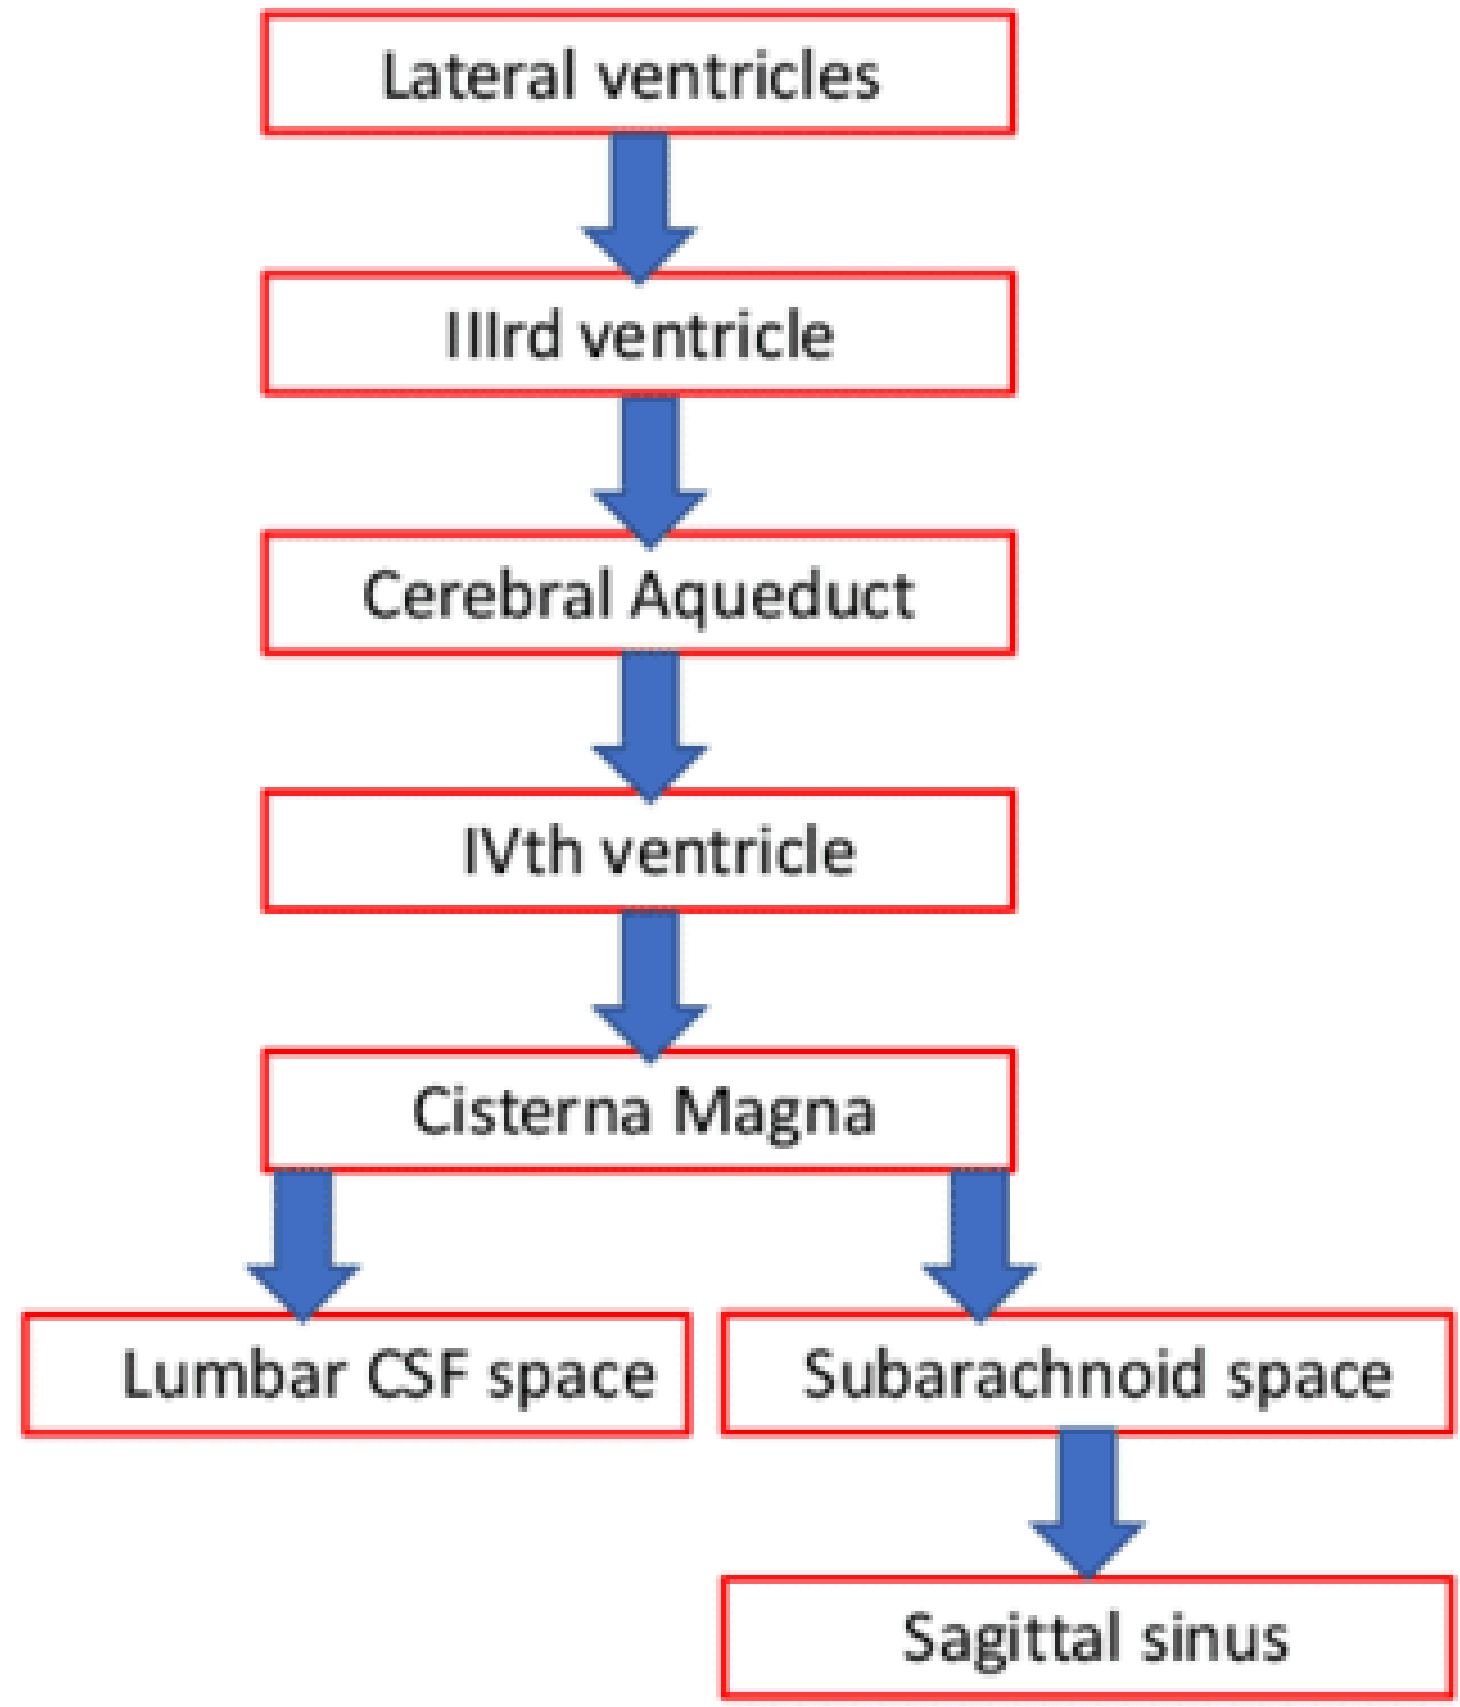 Lateral ventricles
IIIrd ventricle
Cerebral Aqueduct
IVth ventricle
Cisterna Magna
Lumbar CSF space
Subarachnoid space
Sagittal sinus